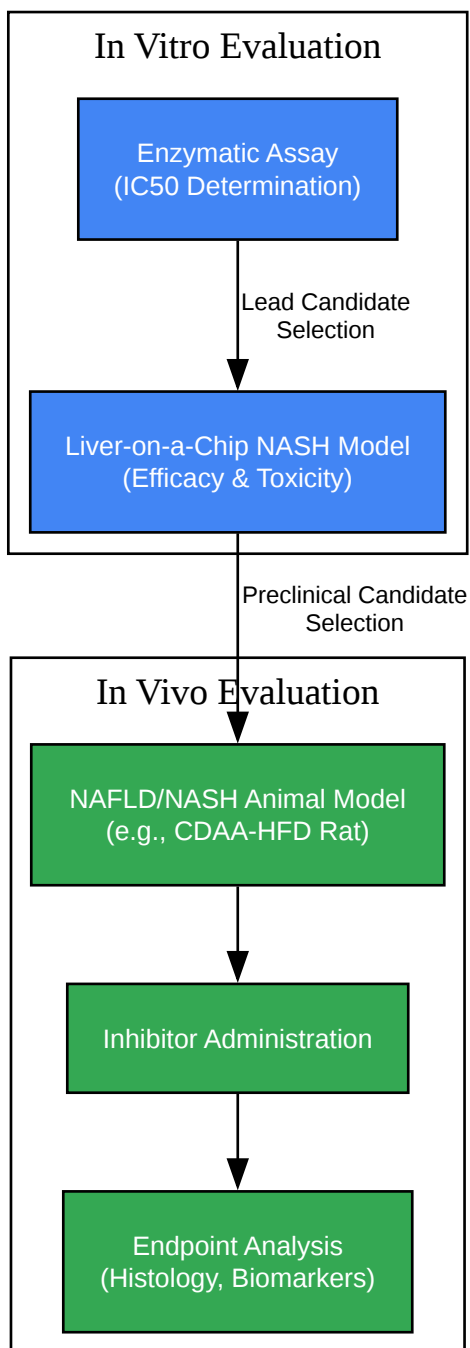 In Vitro Evaluation
Enzymatic Assay
(IC50 Determination)
Lead Candidate
Selection
Liver-on-a-Chip NASH Model
(Efficacy & Toxicity)
Preclinical Candidate
Selection
In Vivo Evaluation
NAFLD/NASH Animal Model
(e.g., CDAA-HFD Rat)
Inhibitor Administration
Endpoint Analysis
(Histology, Biomarkers)